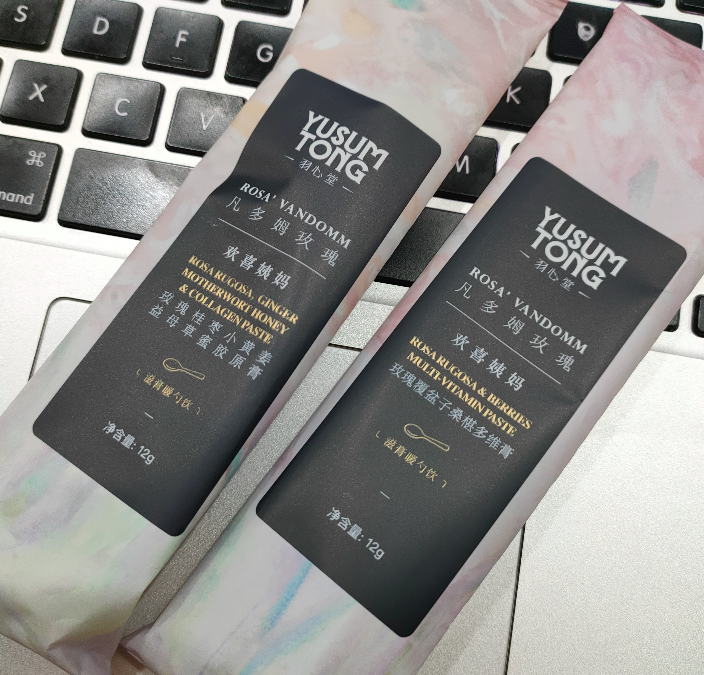 S
D
F
G
X
C
V
K
M
⌘
mand
YUSUM
TONG
羽心堂
ROSA' VANDOMM
凡多姆玫瑰
欢喜姨妈
ROSA RUGOSA, GINGER
MOTHERWORT HONEY
& COLLAGEN PASTE
玫瑰桂枣小黄姜
益母草蜜胶原膏
滋膏暖勺饮
净含量: 12g
YUSUM
TONG
羽心堂
ROSA' VANDOMM
凡多姆玫瑰
欢喜姨妈
ROSA RUGOSA & BERRIES
MULTI-VITAMIN PASTE
玫瑰覆盆子桑椹多维膏
滋膏暖勺饮
净含量: 12g